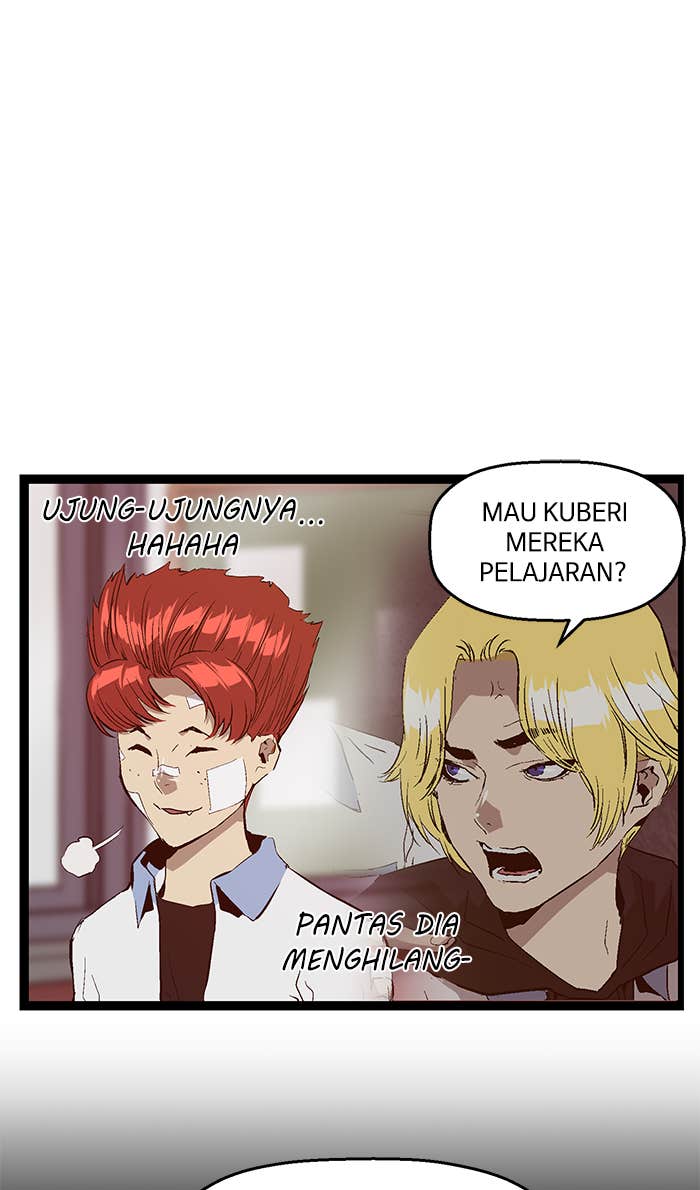 UJUNG-UJUNGNYA...
HAHAHA
MAU KUBERI
MEREKA
PELAJARAN?
PANTAS DIA
MENGHILANG-